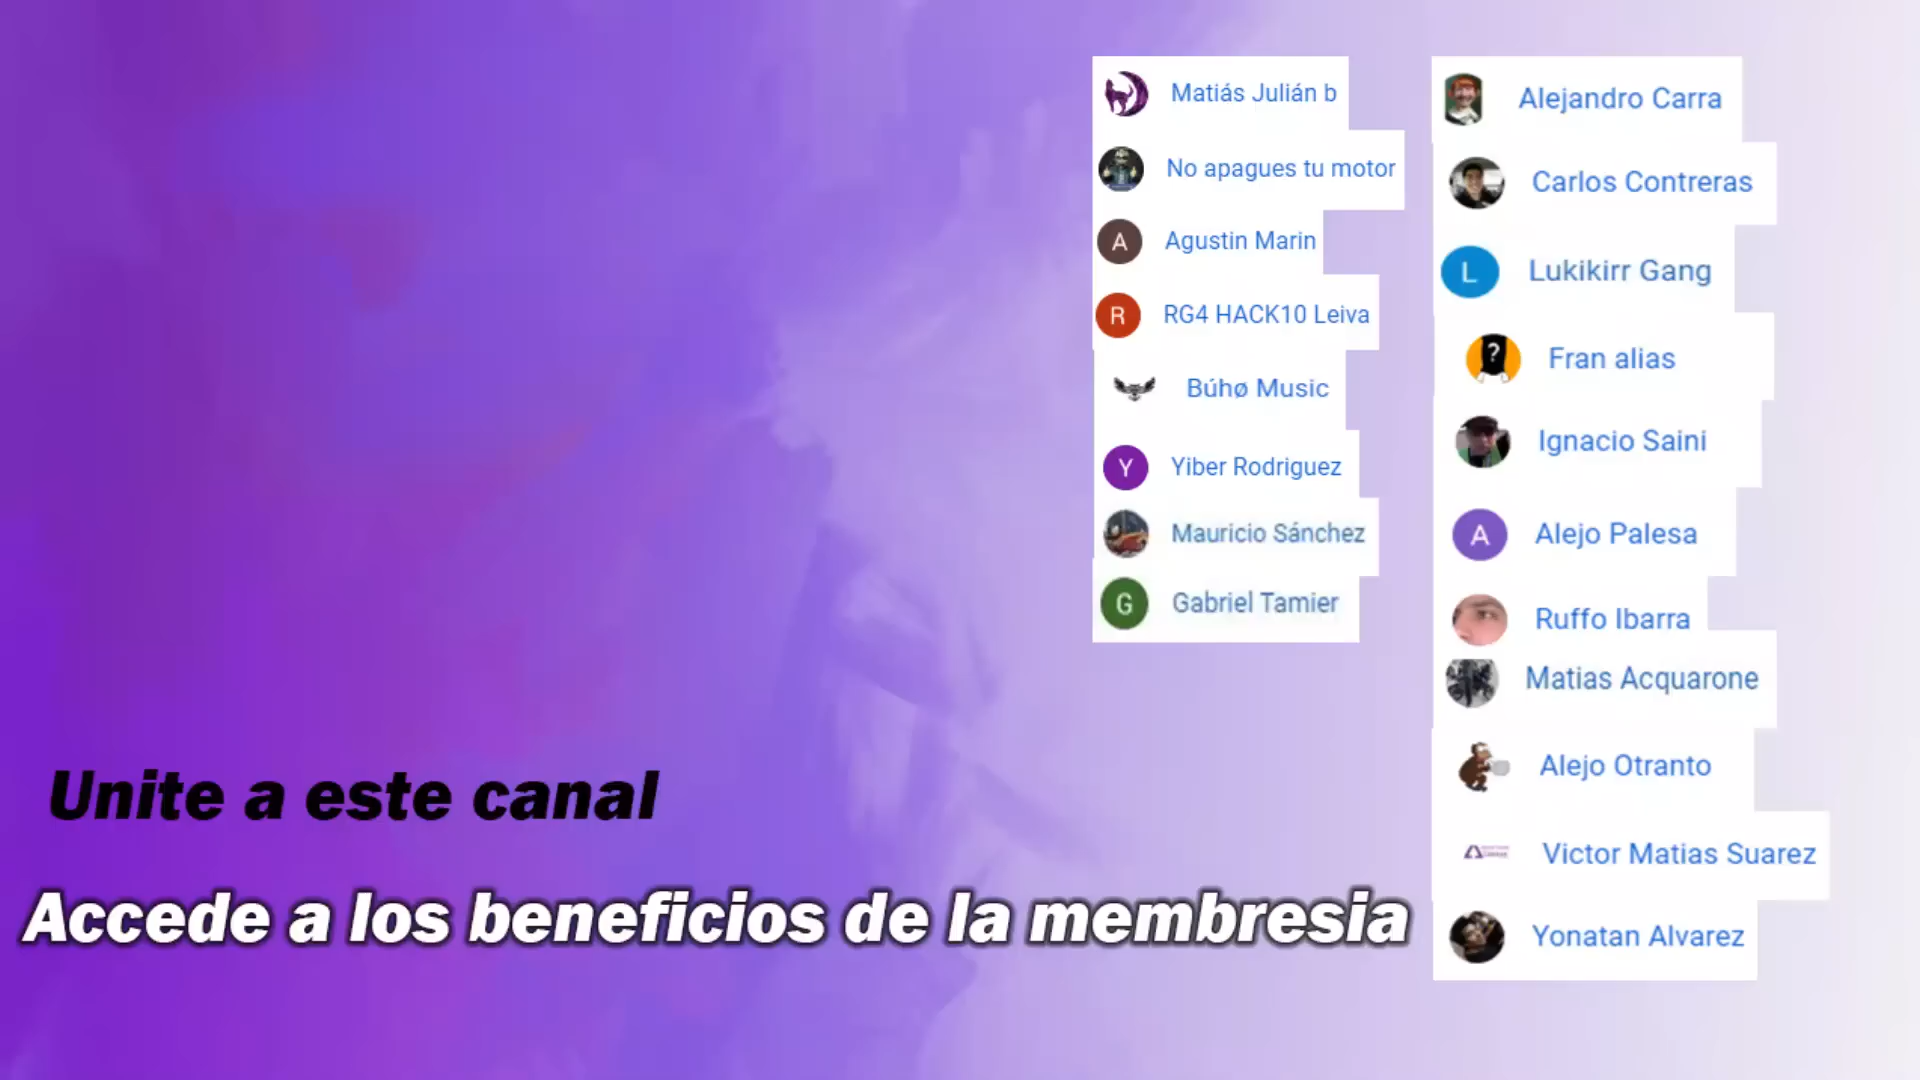 Matiás Julián b
No apagues tu motor
A
Agustin Marin
R
RG4 HACK10 Leiva
Búhø Music
Y
Yiber Rodriguez
Mauricio Sánchez
G
Gabriel Tamier
Alejandro Carra
Carlos Contreras
L
Lukikirr Gang
?
Fran alias
Ignacio Saini
A
Alejo Palesa
Ruffo Ibarra
Matias Acquarone
Alejo Otranto
Victor Matias Suarez
Yonatan Alvarez
Unite a este canal
Accede a los beneficios de la membresia